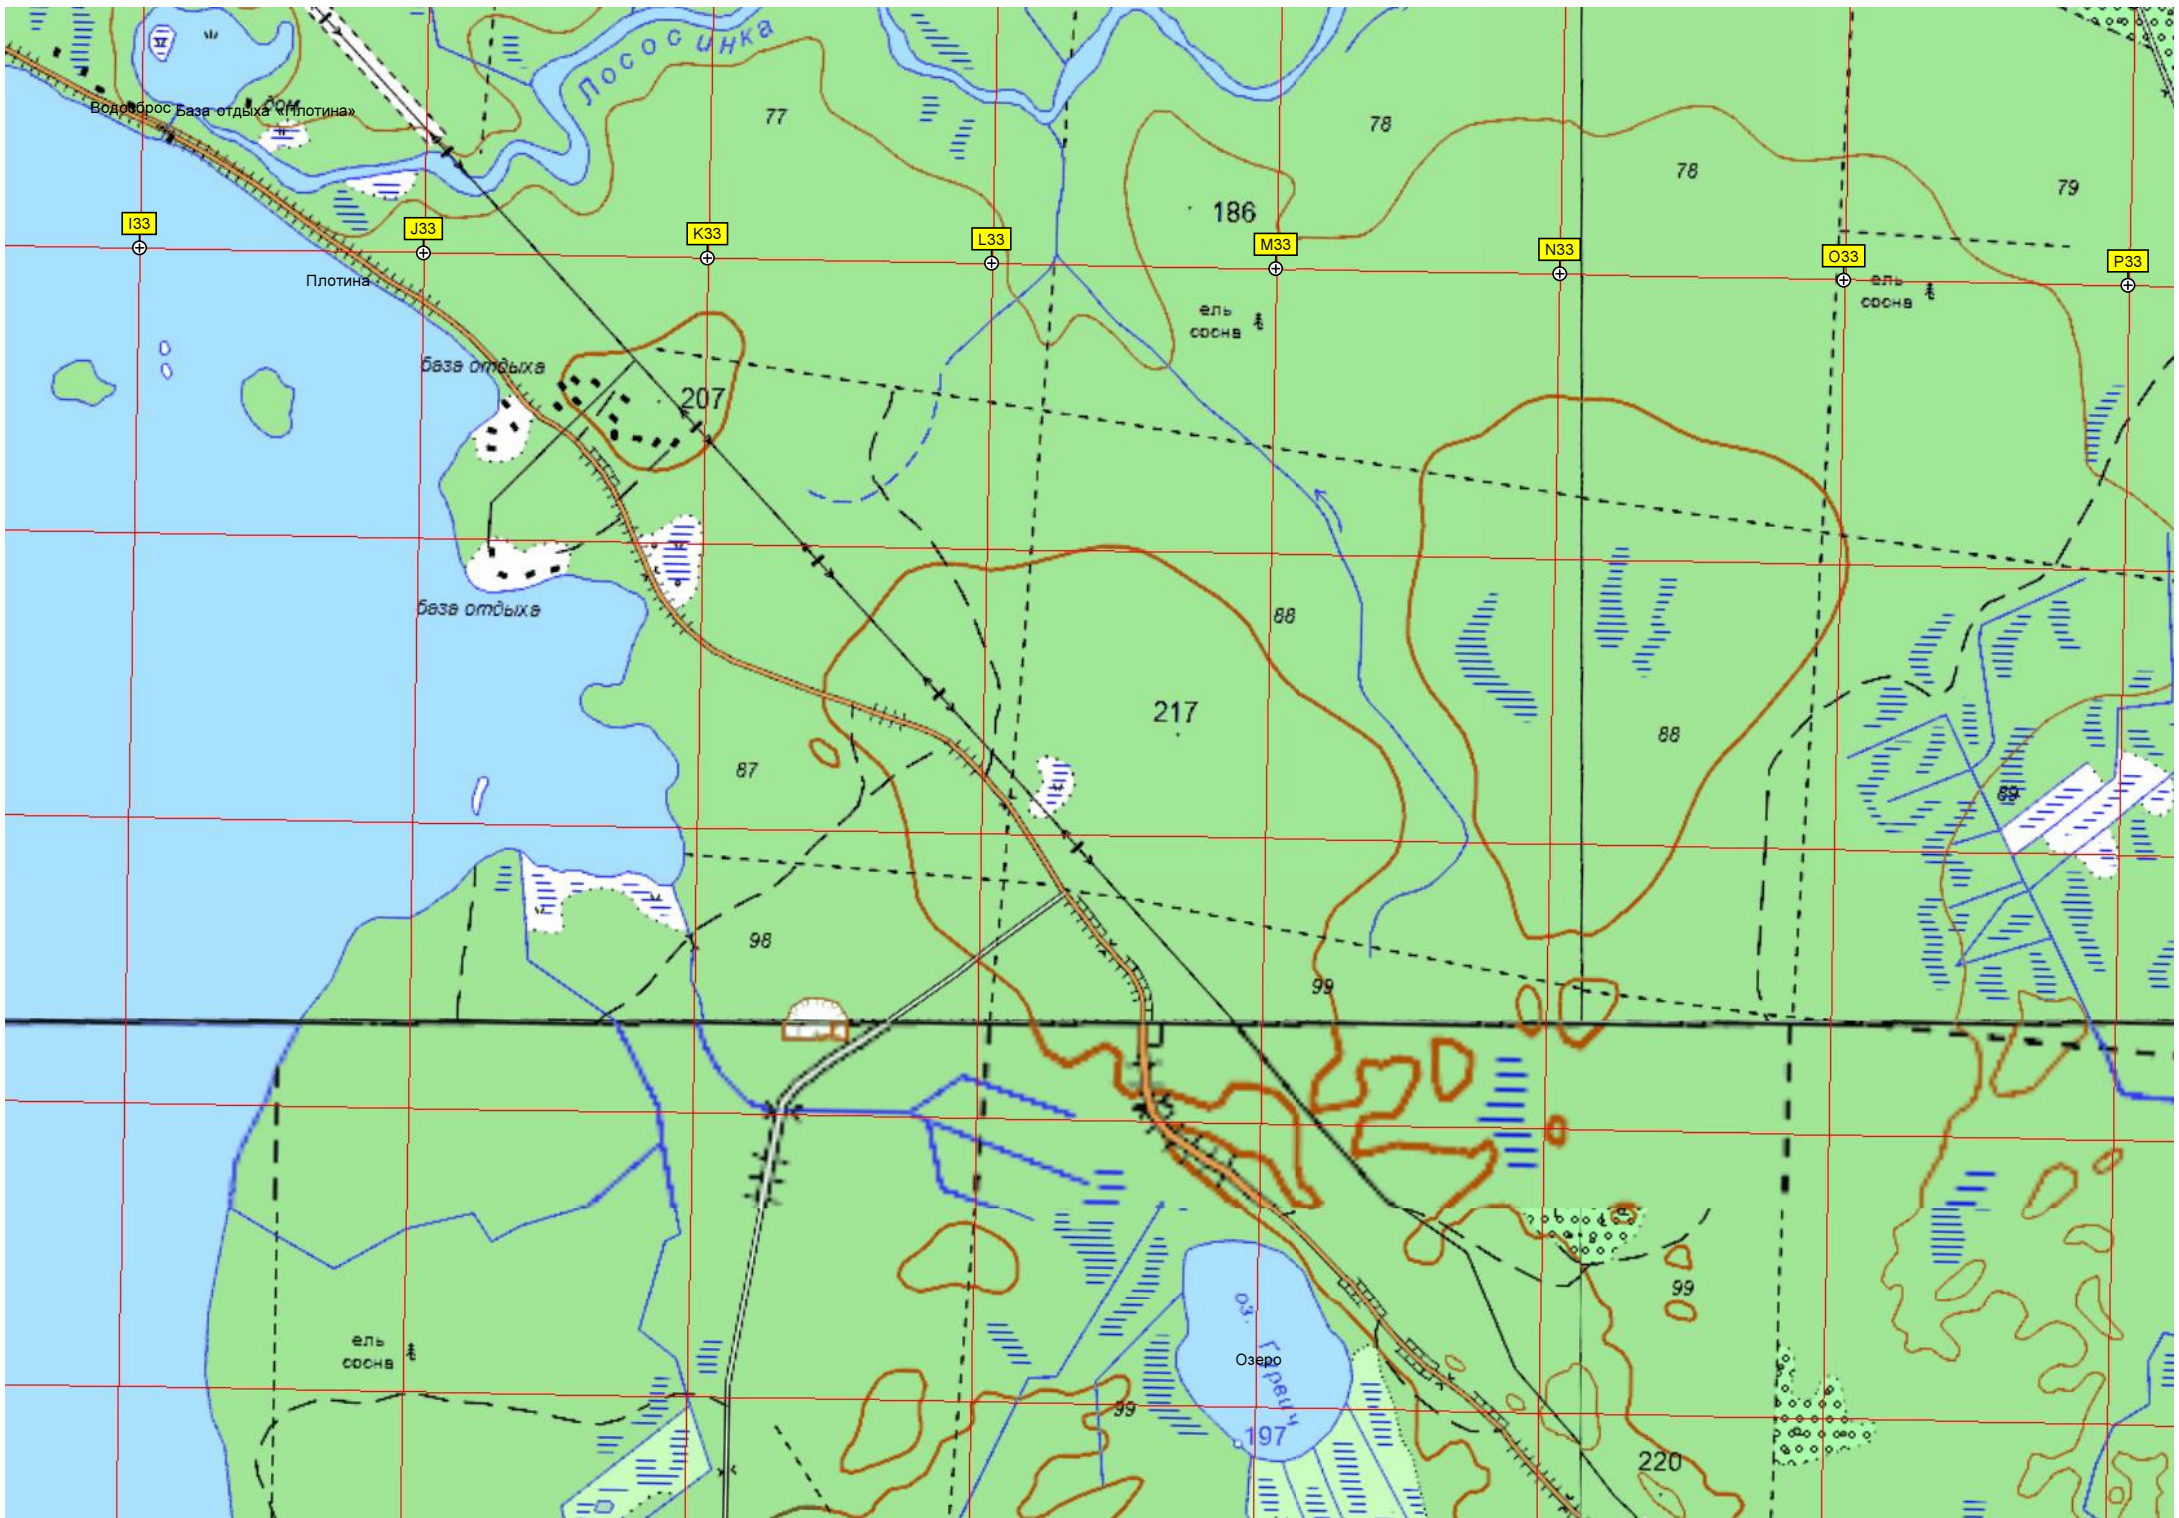 Лососинка
дом
Водосброс
База отдыха «Плотина»
77
78
78
79
186
I33
J33
K33
L33
M33
N33
O33
P33
Плотина
ель
сосна
ель
сосна
база отдыха
207
база отдыха
88
217
88
87
89
98
99
99
оз. Гервич
ель
сосна
Озеро
99
197
220